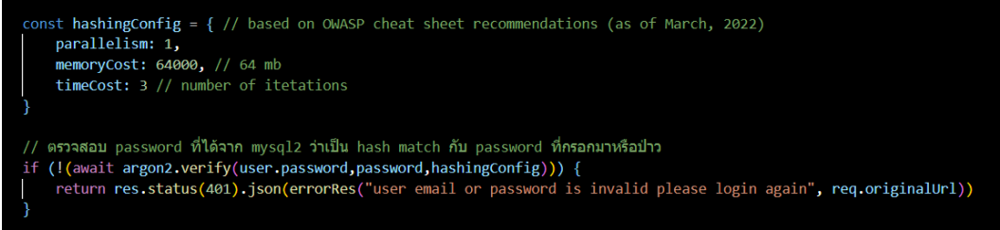 const hashingConfig = { // based on OWASP cheat sheet recommendations (as of March, 2022)
    parallelism: 1,
    memoryCost: 64000, // 64 mb
    timeCost: 3 // number of itetations
}

// ตรวจสอบ password ที่ได้จาก mysql2 ว่าเป็น hash match กับ password ที่กรอกมาหรือป่าว
if (!(await argon2.verify(user.password,password,hashingConfig))) {
    return res.status(401).json(errorRes("user email or password is invalid please login again", req.originalUrl))
}